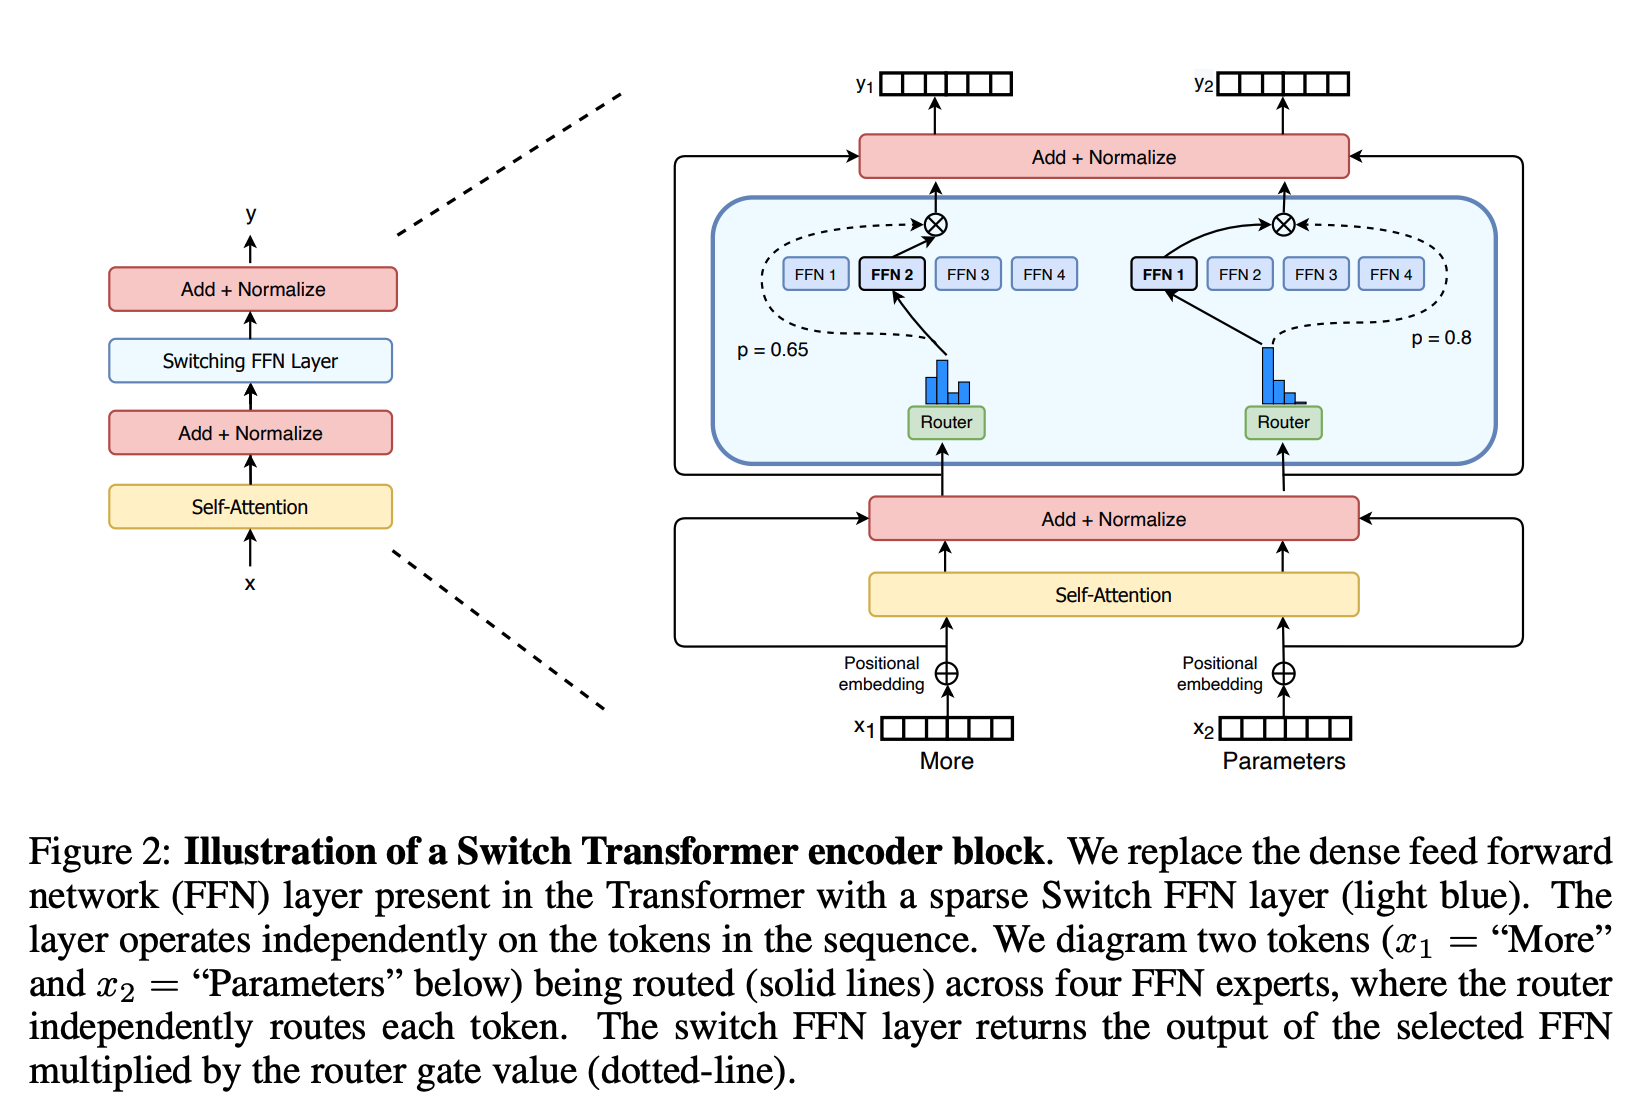 y
Add + Normalize
Switching FFN Layer
Add + Normalize
Self-Attention
x
y1
y2
Add + Normalize
FFN 1 FFN 2 FFN 3 FFN 4
FFN 1 FFN 2 FFN 3 FFN 4
p = 0.65
p = 0.8
Router
Router
Add + Normalize
Self-Attention
Positional
embedding
Positional
embedding
x1
x2
More
Parameters
Figure 2: Illustration of a Switch Transformer encoder block. We replace the dense feed forward
network (FFN) layer present in the Transformer with a sparse Switch FFN layer (light blue). The
layer operates independently on the tokens in the sequence. We diagram two tokens (x1 = “More”
and x2 = “Parameters” below) being routed (solid lines) across four FFN experts, where the router
independently routes each token. The switch FFN layer returns the output of the selected FFN
multiplied by the router gate value (dotted-line).